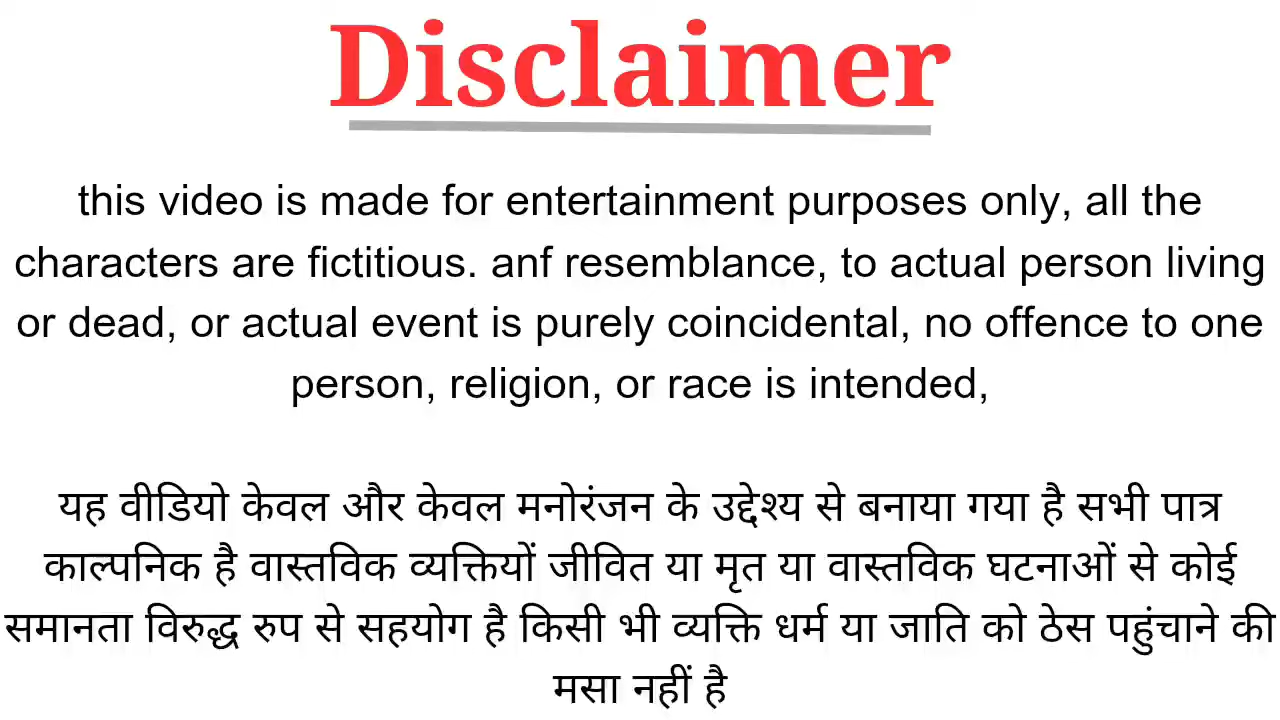 Disclaimer
this video is made for entertainment purposes only, all the
characters are fictitious. anf resemblance, to actual person living
or dead, or actual event is purely coincidental, no offence to one
person, religion, or race is intended,
यह वीडियो केवल और केवल मनोरंजन के उद्देश्य से बनाया गया है सभी पात्र
काल्पनिक है वास्तविक व्यक्तियों जीवित या मृत या वास्तविक घटनाओं से कोई
समानता विरुद्ध रुप से सहयोग है किसी भी व्यक्ति धर्म या जाति को ठेस पहुंचाने की
मसा नहीं है